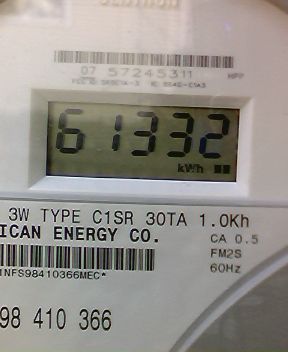 07 57245311
61332
kWh
3W TYPE C1SR 30TA 1.0Kh
ICAN ENERGY CO.
CA 0.5
FM2S
60Hz
INFS98410366MEC*
98 410 366